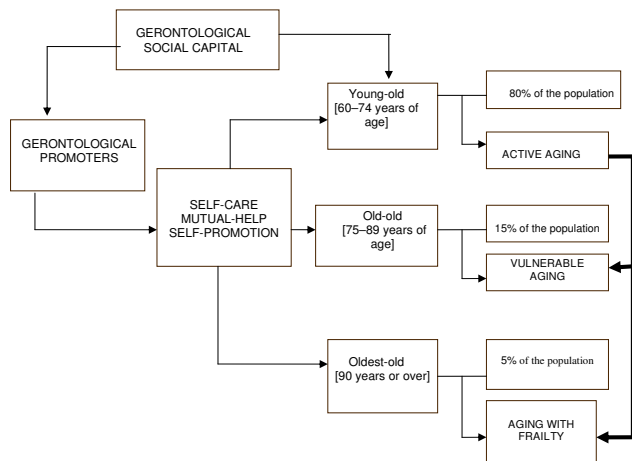 GERONTOLOGICAL
SOCIAL CAPITAL
Young-old
[60–74 years of
age]
80% of the population
GERONTOLOGICAL
PROMOTERS
ACTIVE AGING
SELF-CARE
MUTUAL-HELP
SELF-PROMOTION
Old-old
[75–89 years of
age]
15% of the population
VULNERABLE
AGING
Oldest-old
[90 years or over]
5% of the population
AGING WITH
FRAILTY